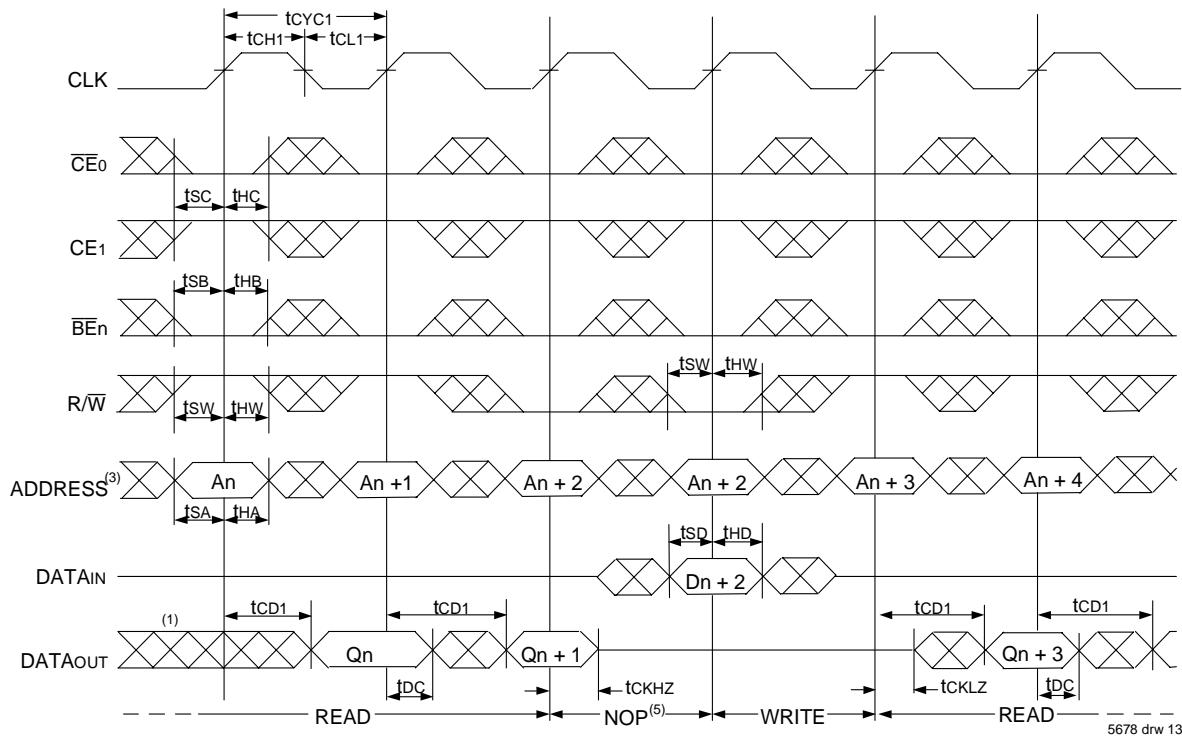 tCYC1
tCH1 tCL1
CLK
CE0
tSC tHC
CE1
tSB tHB
BEn
tSW tHW
R/W
tSW tHW
ADDRESS(3) An An +1 An + 2 An + 2 An + 3 An + 4
tSA tHA
tSD tHD
DATAIN Dn + 2
(1) tCD1 tCD1 tCD1 tCD1
DATAOUT Qn Qn + 1 Qn + 3
tDC tCKHZ tCKLZ tDC
READ NOP(5) WRITE READ
5678 drw 13